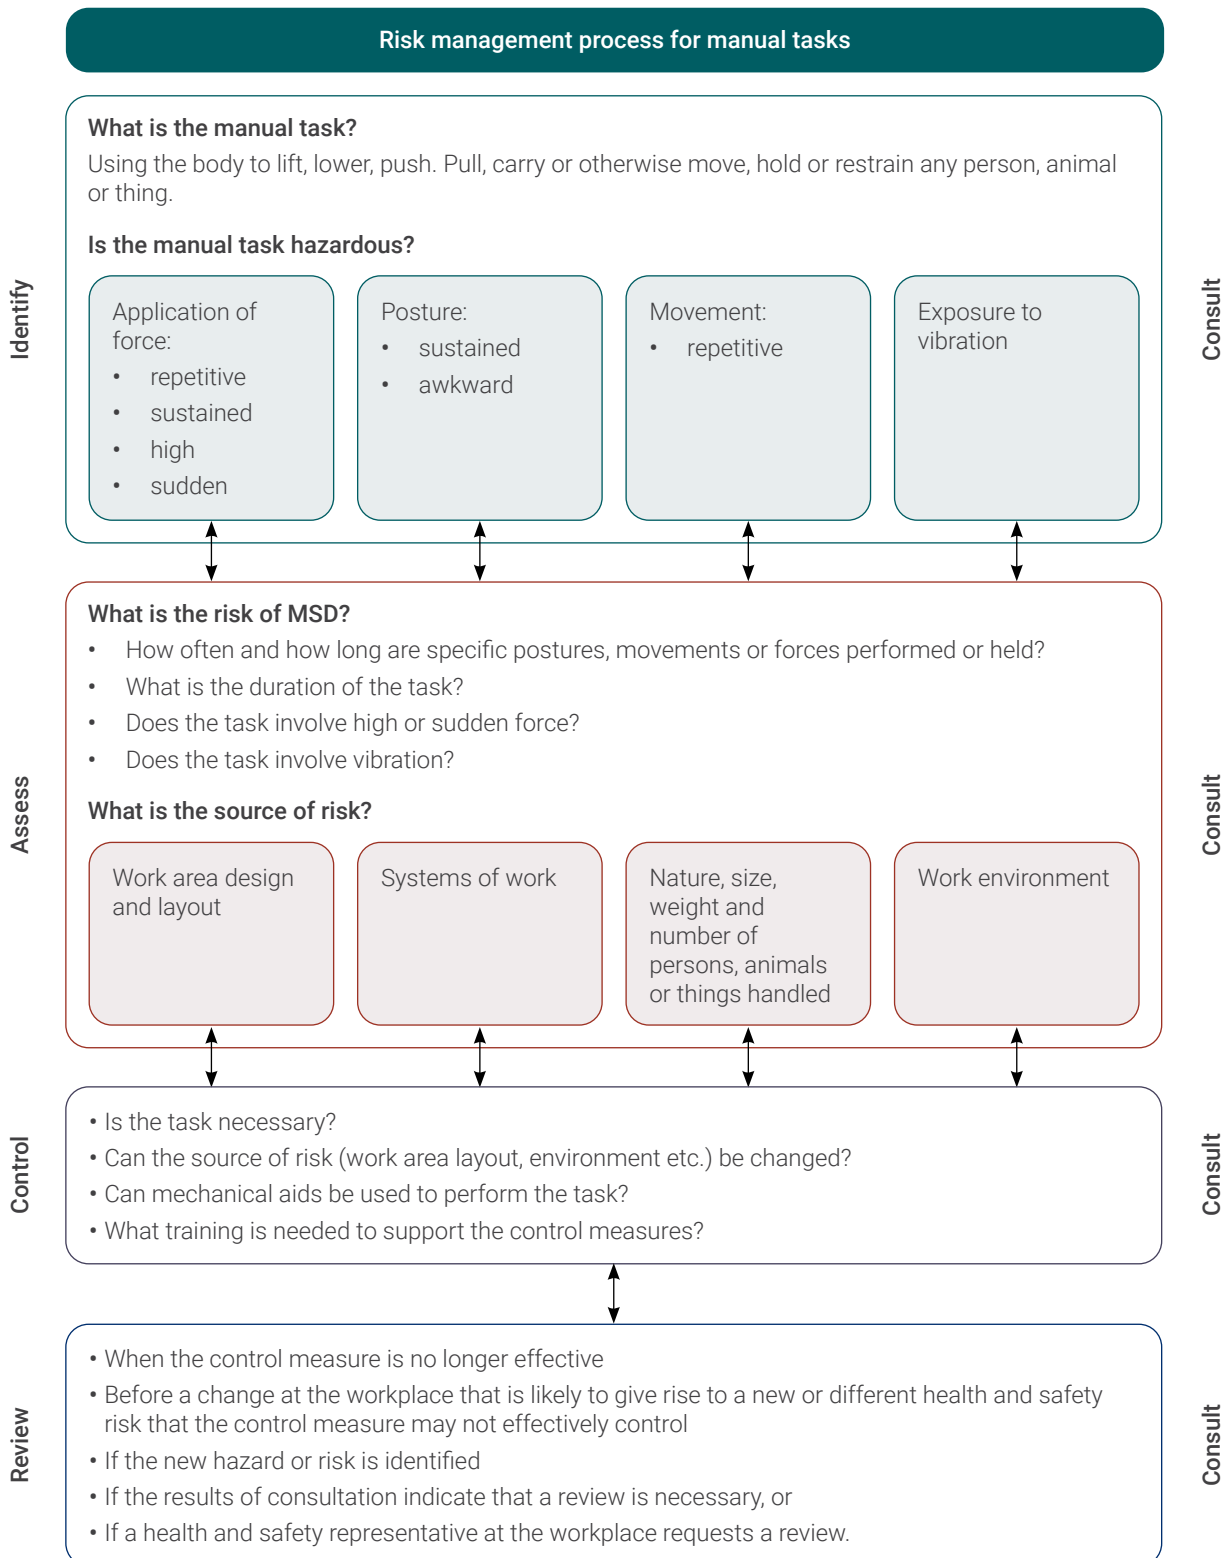 Risk management process for manual tasks
Identify
Consult
What is the manual task?
Using the body to lift, lower, push. Pull, carry or otherwise move, hold or restrain any person, animal
or thing.
Is the manual task hazardous?
Application of
force:
• repetitive
• sustained
• high
• sudden
Posture:
• sustained
• awkward
Movement:
• repetitive
Exposure to
vibration
Assess
Consult
What is the risk of MSD?
• How often and how long are specific postures, movements or forces performed or held?
• What is the duration of the task?
• Does the task involve high or sudden force?
• Does the task involve vibration?
What is the source of risk?
Work area design
and layout
Systems of work
Nature, size,
weight and
number of
persons, animals
or things handled
Work environment
Control
Consult
• Is the task necessary?
• Can the source of risk (work area layout, environment etc.) be changed?
• Can mechanical aids be used to perform the task?
• What training is needed to support the control measures?
Review
Consult
• When the control measure is no longer effective
• Before a change at the workplace that is likely to give rise to a new or different health and safety
risk that the control measure may not effectively control
• If the new hazard or risk is identified
• If the results of consultation indicate that a review is necessary, or
• If a health and safety representative at the workplace requests a review.